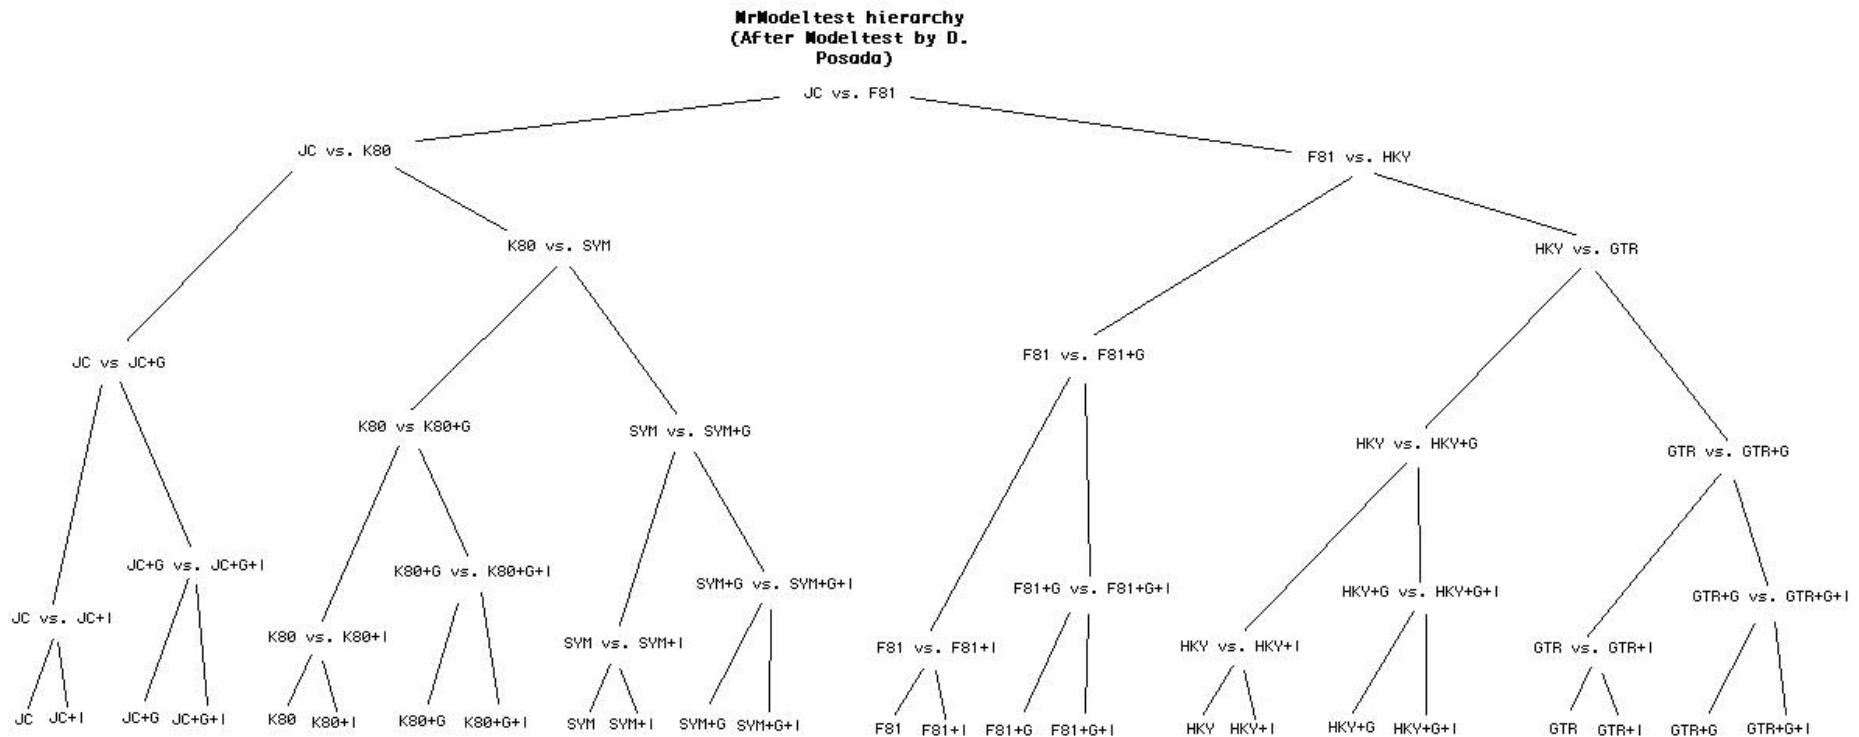 MrModeltest hierarchy
(After Modeltest by D.
Posada)
JC vs. F81
JC vs. K80
F81 vs. HKY
K80 vs. SYM
HKY vs. GTR
JC vs JC+G
F81 vs. F81+G
K80 vs K80+G
SYM vs. SYM+G
HKY vs. HKY+G
GTR vs. GTR+G
JC+G vs. JC+G+I
K80+G vs. K80+G+I
SYM+G vs. SYM+G+I
F81+G vs. F81+G+I
HKY+G vs. HKY+G+I
GTR+G vs. GTR+G+I
JC vs. JC+I
K80 vs. K80+I
SYM vs. SYM+I
F81 vs. F81+I
HKY vs. HKY+I
GTR vs. GTR+I
JC JC+I JC+G JC+G+I K80 K80+I K80+G K80+G+I SYM SYM+I SYM+G SYM+G+I F81 F81+I F81+G F81+G+I HKY HKY+I HKY+G HKY+G+I GTR GTR+I GTR+G GTR+G+I